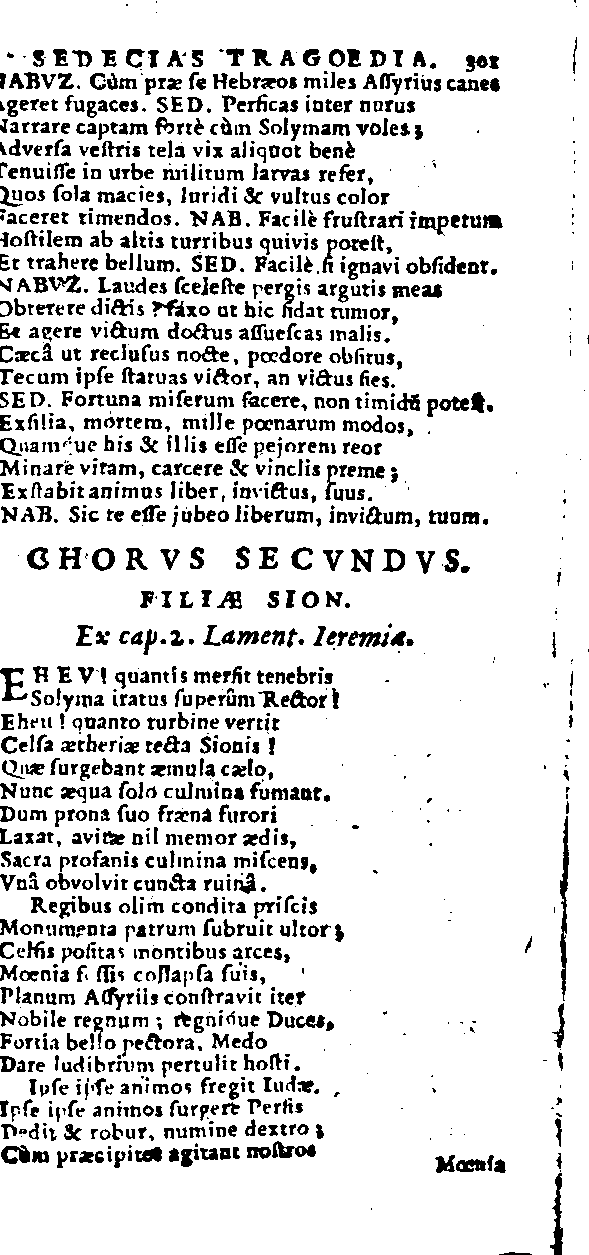 SEDECIAS TRAGOEDIA. 301
NABVZ. Cùm præ se Hebræos miles Assyrius canes
Ageret fugaces. SED. Persicas inter nurus
Narrare captam fortè cùm Solymam voles;
Adversa vestris tela vix aliquot benè
Tenuisse in urbe militum larvas refer,
Quos sola macies, luridi & vultus color
Faceret timendos. NAB. Facilè frustrari impetum
Hostilem ab altis turribus quivis potest,
Et trahere bellum. SED. Facilè, si ignavi obsident.
NABVZ. Laudes sceleste pergis argutis meas
Obterere dictis? faxo ut hic sidat tumor,
Et agere victum doctus assuescas malis.
Cæcâ ut reclusus nocte, pœdore obsitus,
Tecum ipse statuas victor, an victus sies.
SED. Fortuna miserum facere, non timidũ potest.
Exsilia, mortem, mille pœnarum modos,
Quamque his & illis esse pejorem reor
Minare vitam, carcere & vinclis preme;
Exstabit animus liber, invictus, suus.
NAB. Sic te esse jubeo liberum, invictum, tuum.
CHORVS SECVNDVS.
FILIÆ SION.
Ex cap. 2. Lament. Ieremiæ.
EHEV! quantis mersit tenebris
Solyma iratus superûm Rector!
Eheu! quanto turbine vertit
Celsa ætheriæ tecta Sionis!
Quæ surgebant æmula cælo,
Nunc æqua solo culmina fumant.
Dum prona suo fræna furori
Laxat, avitæ nil memor ædis,
Sacra profanis culmina miscens,
Vnâ obvolvit cuncta ruinâ.
Regibus olim condita priscis
Monumenta patrum subruit ultor;
Celsis positas montibus arces,
Mœnia fossis collapsa suis,
Planum Assyriis constravit iter
Nobile regnum; regnique Duces,
Fortia bello pectora, Medo
Dare ludibrium pertulit hosti.
Ipse ipse animos fregit Iudæ.
Ipse ipse animos surgere Persis
Dedit & robur, numine dextro;
Cùm præcipites agitant nostros
Mœnia